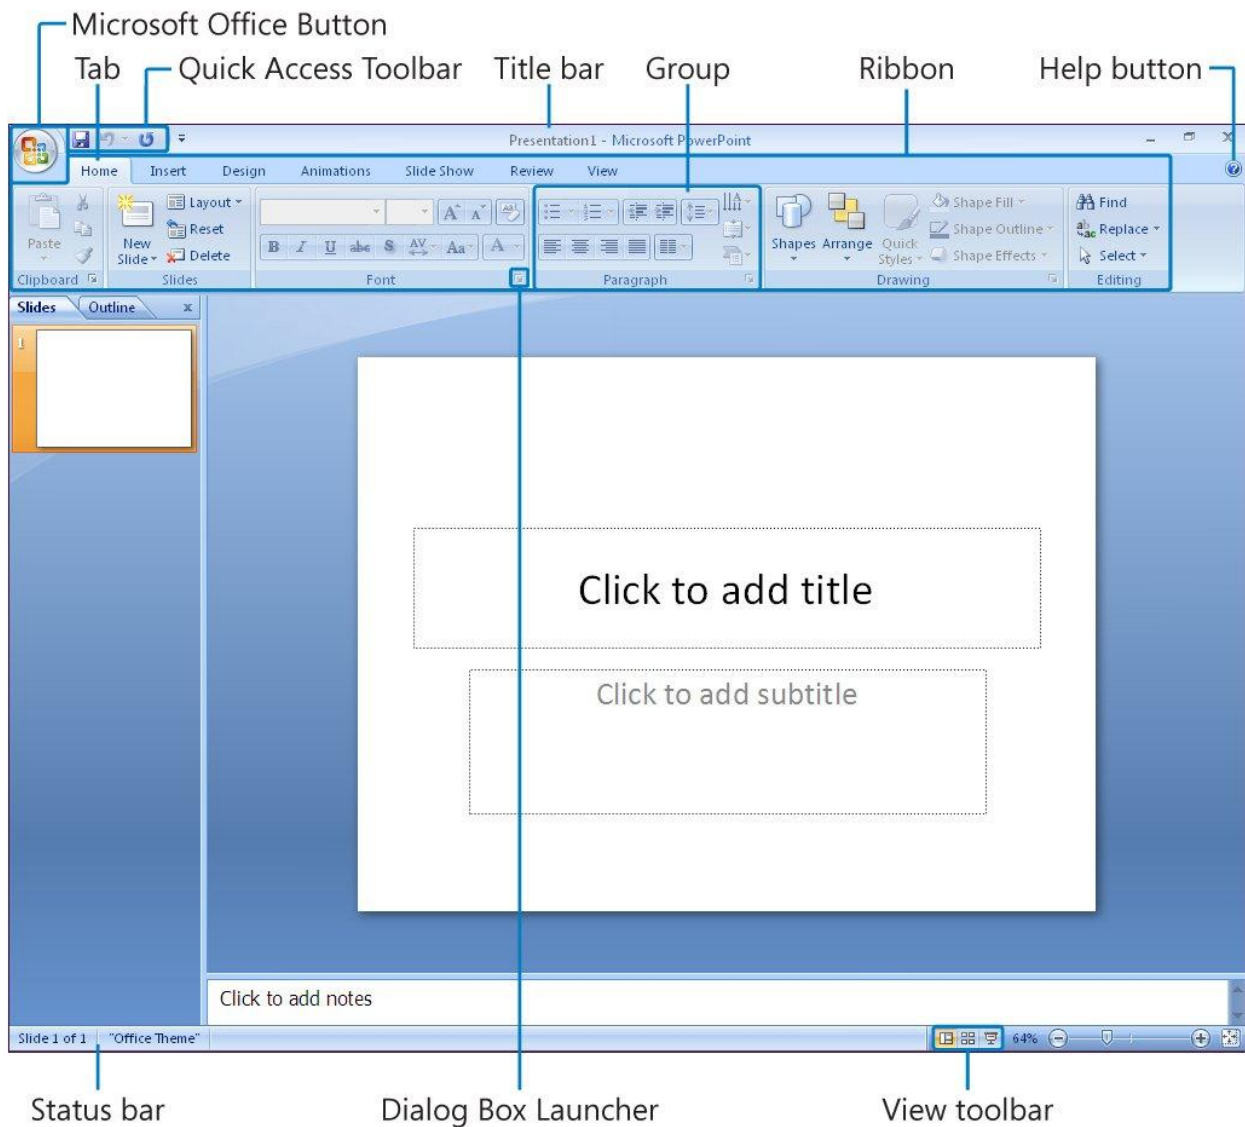 Microsoft Office Button
Tab Quick Access Toolbar Title bar Group Ribbon Help button
Presentation1 - Microsoft PowerPoint
Home Insert Design Animations Slide Show Review View
Layout Shape Fill Find
Reset Shape Outline Replace
Paste New Slide Delete Shapes Arrange Quick Styles Shape Effects Select
B I U abc S AV Aa A
Clipboard Slides Font Paragraph Drawing Editing
Slides Outline x
1
Click to add title
Click to add subtitle
Click to add notes
Slide 1 of 1 "Office Theme" 64%
Status bar Dialog Box Launcher View toolbar